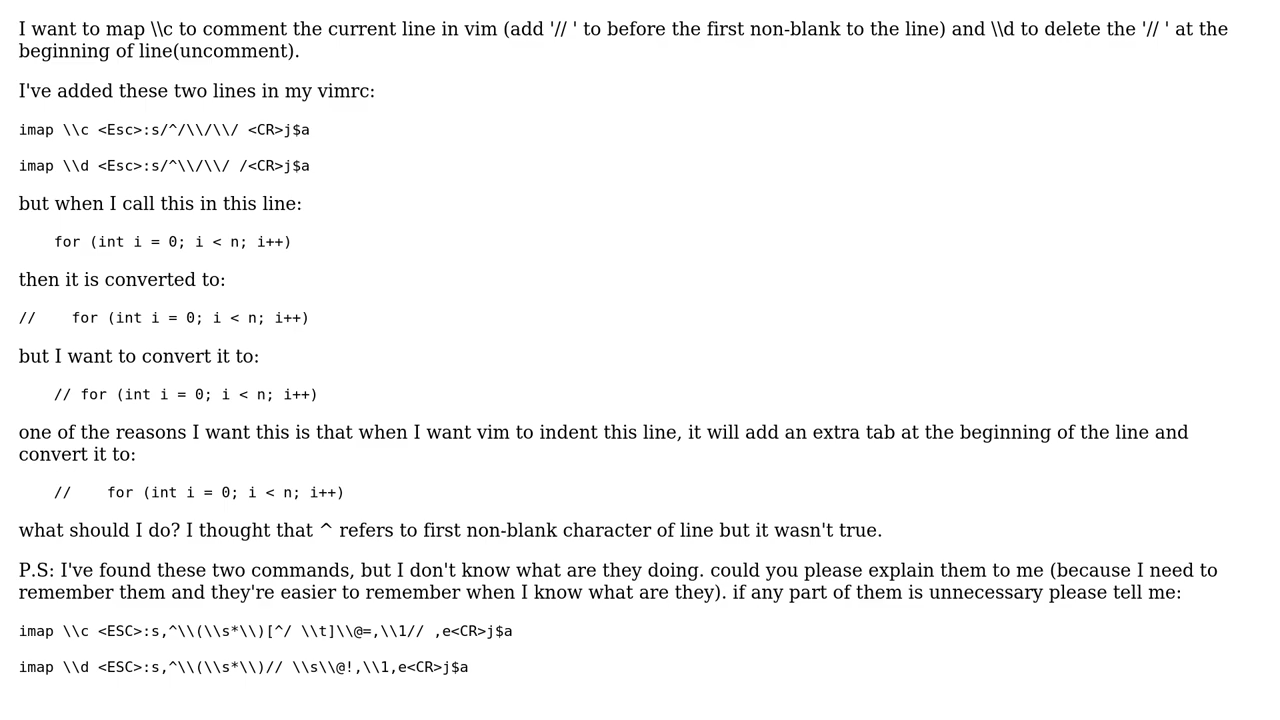 I want to map \\c to comment the current line in vim (add '// ' to before the first non-blank to the line) and \\d to delete the '// ' at the
beginning of line(uncomment).
I've added these two lines in my vimrc:
imap \\c <Esc>:s/^/\\/\\/ <CR>j$a
imap \\d <Esc>:s/^\\/\\/ /<CR>j$a
but when I call this in this line:
    for (int i = 0; i < n; i++)
then it is converted to:
//    for (int i = 0; i < n; i++)
but I want to convert it to:
    // for (int i = 0; i < n; i++)
one of the reasons I want this is that when I want vim to indent this line, it will add an extra tab at the beginning of the line and
convert it to:
    //    for (int i = 0; i < n; i++)
what should I do? I thought that ^ refers to first non-blank character of line but it wasn't true.
P.S: I've found these two commands, but I don't know what are they doing. could you please explain them to me (because I need to
remember them and they're easier to remember when I know what are they). if any part of them is unnecessary please tell me:
imap \\c <ESC>:s,^\\(\\s*\\)[^/ \\t]\\@=,\\1// ,e<CR>j$a
imap \\d <ESC>:s,^\\(\\s*\\)// \\s\\@!,\\1,e<CR>j$a